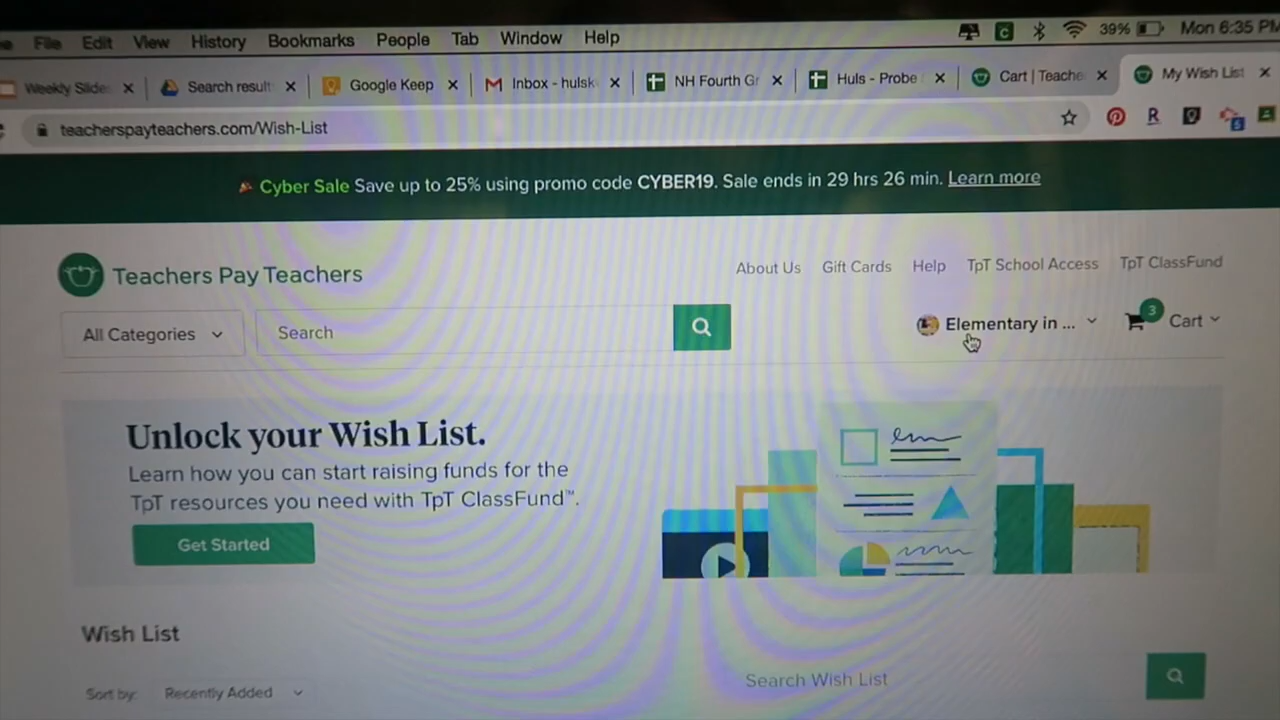 File Edit View History Bookmarks People Tab Window Help 39% Mon 6:35 PM
Weekly Slide Search result Google Keep Inbox - hulsk NH Fourth Gr Huls - Probe Cart | Teache My Wish List
teacherspayteachers.com/Wish-List
Cyber Sale Save up to 25% using promo code CYBER19. Sale ends in 29 hrs 26 min. Learn more
Teachers Pay Teachers
About Us Gift Cards Help TpT School Access TpT ClassFund
All Categories Search Elementary in ... 3 Cart
Unlock your Wish List.
Learn how you can start raising funds for the
TpT resources you need with TpT ClassFund™.
Get Started
Wish List
Sort by: Recently Added Search Wish List